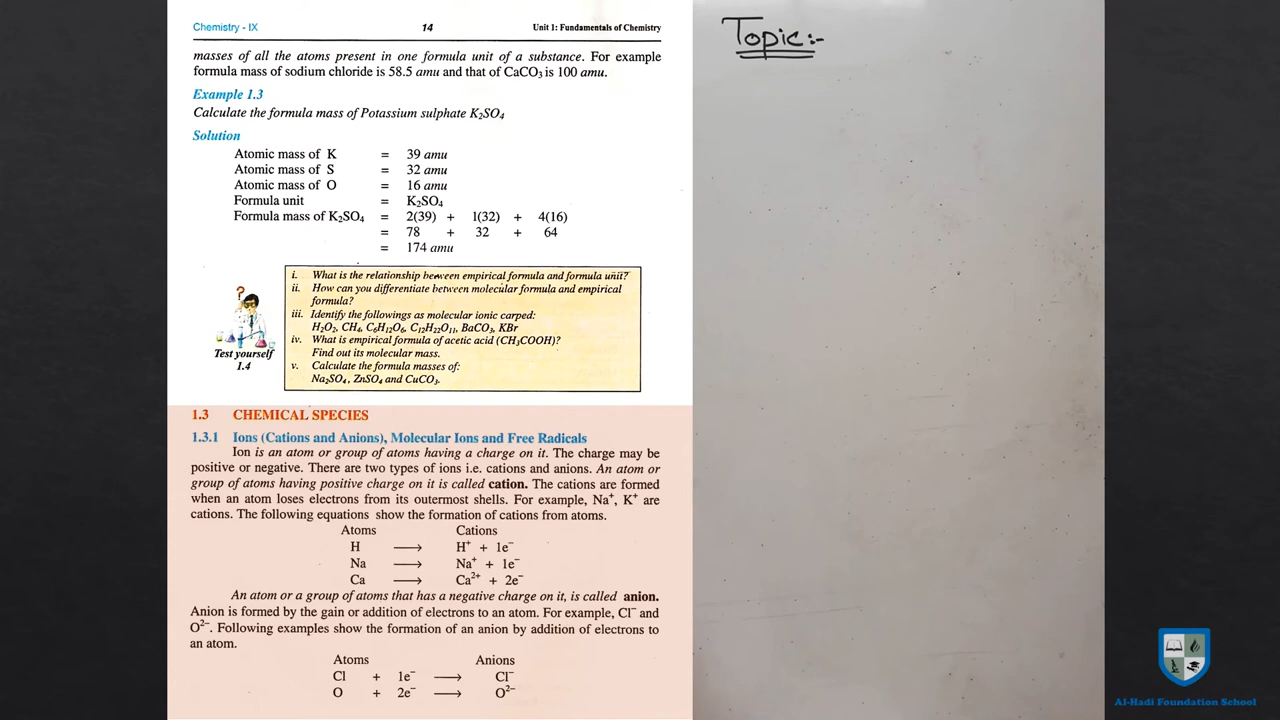 Chemistry - IX 14 Unit 1: Fundamentals of Chemistry
masses of all the atoms present in one formula unit of a substance. For example
formula mass of sodium chloride is 58.5 amu and that of CaCO₃ is 100 amu.
Example 1.3
Calculate the formula mass of Potassium sulphate K₂SO₄
Solution
Atomic mass of K = 39 amu
Atomic mass of S = 32 amu
Atomic mass of O = 16 amu
Formula unit = K₂SO₄
Formula mass of K₂SO₄ = 2(39) + 1(32) + 4(16)
= 78 + 32 + 64
= 174 amu
Test yourself
1.4
i. What is the relationship between empirical formula and formula unit?
ii. How can you differentiate between molecular formula and empirical
formula?
iii. Identify the followings as molecular ionic carped:
H₂O₂, CH₄, C₆H₁₂O₆, C₁₂H₂₂O₁₁, BaCO₃, KBr
iv. What is empirical formula of acetic acid (CH₃COOH)?
Find out its molecular mass.
v. Calculate the formula masses of:
Na₂SO₄, ZnSO₄ and CuCO₃.
1.3 CHEMICAL SPECIES
1.3.1 Ions (Cations and Anions), Molecular Ions and Free Radicals
Ion is an atom or group of atoms having a charge on it. The charge may be
positive or negative. There are two types of ions i.e. cations and anions. An atom or
group of atoms having positive charge on it is called cation. The cations are formed
when an atom loses electrons from its outermost shells. For example, Na⁺, K⁺ are
cations. The following equations show the formation of cations from atoms.
Atoms Cations
H ⟶ H⁺ + 1e⁻
Na ⟶ Na⁺ + 1e⁻
Ca ⟶ Ca²⁺ + 2e⁻
An atom or a group of atoms that has a negative charge on it, is called anion.
Anion is formed by the gain or addition of electrons to an atom. For example, Cl⁻ and
O²⁻. Following examples show the formation of an anion by addition of electrons to
an atom.
Atoms Anions
Cl + 1e⁻ ⟶ Cl⁻
O + 2e⁻ ⟶ O²⁻
Topic:-
Al-Hadi Foundation School